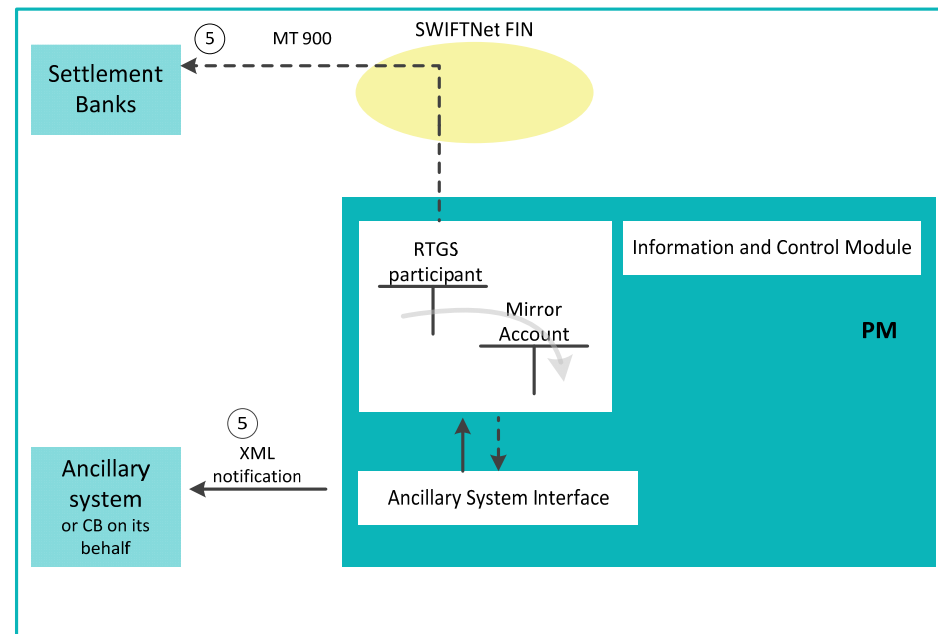 SWIFTNet FIN
5
MT 900
Settlement
Banks
RTGS
participant
Information and Control Module
Mirror
Account
PM
5
XML
notification
Ancillary
system
or CB on its
behalf
Ancillary System Interface